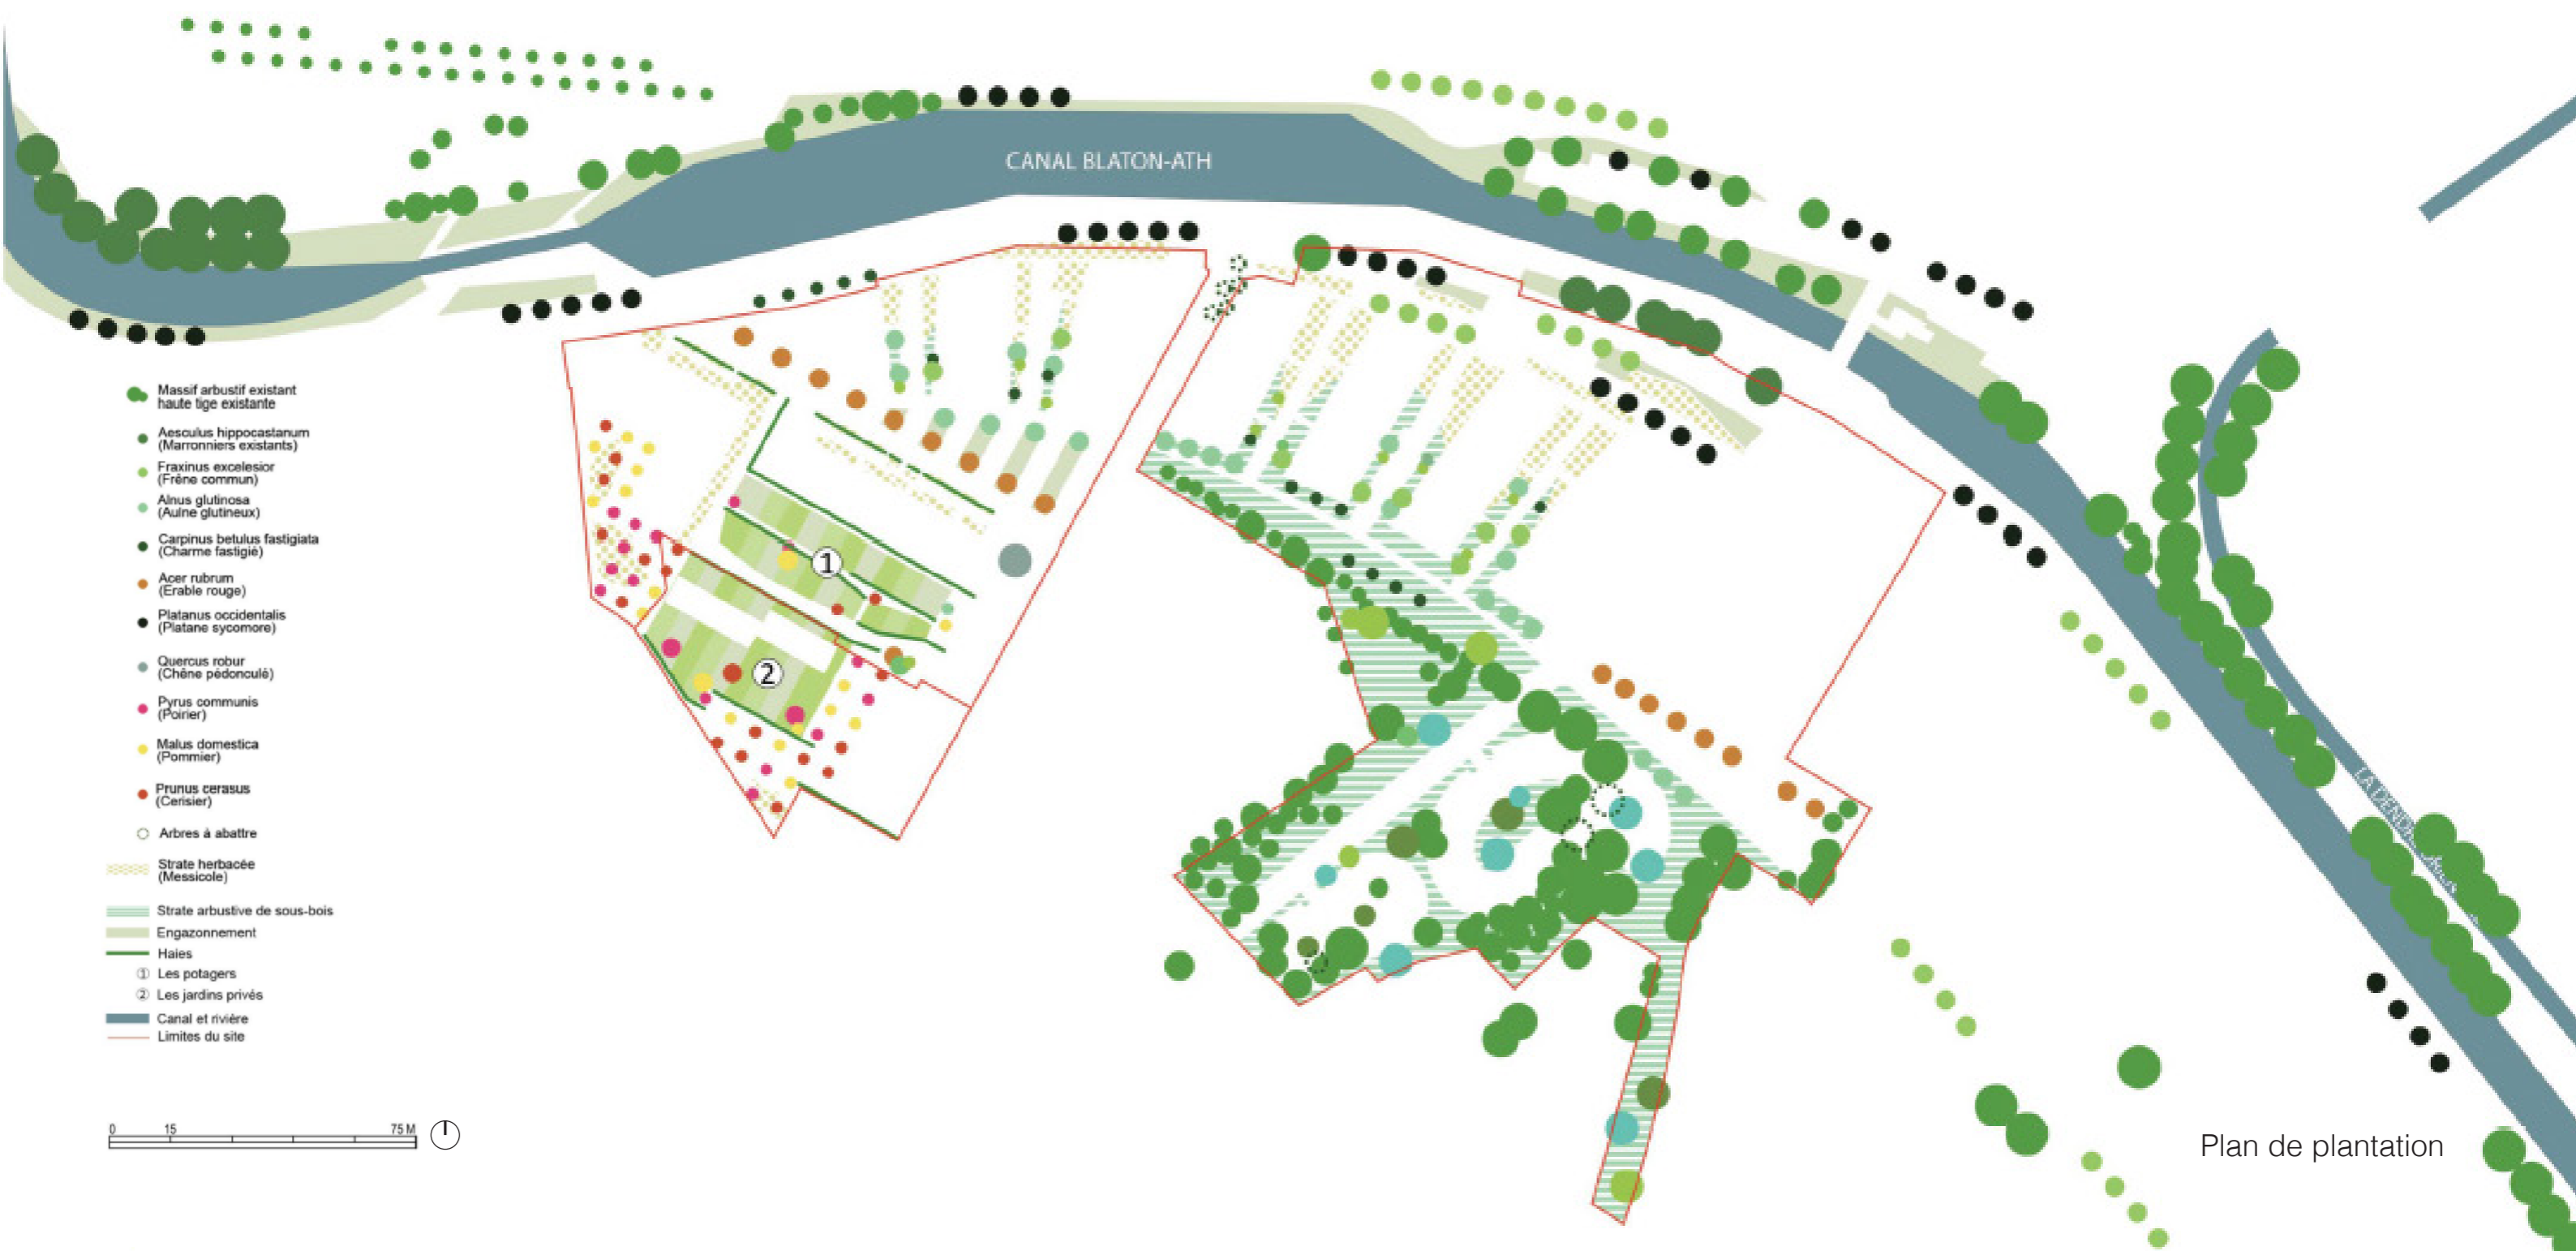 CANAL BLATON-ATH
Massif arbustif existant
haute tige existante
Aesculus hippocastanum
(Marronniers existants)
Fraxinus excelesior
(Frêne commun)
Alnus glutinosa
(Aulne glutineux)
Carpinus betulus fastigiata
(Charme fastigié)
Acer rubrum
(Erable rouge)
Platanus occidentalis
(Platane sycomore)
Quercus robur
(Chêne pédonculé)
Pyrus communis
(Poirier)
Malus domestica
(Pommier)
Prunus cerasus
(Cerisier)
Arbres à abattre
Strate herbacée
(Messicole)
Strate arbustive de sous-bois
Engazonnement
Haies
① Les potagers
② Les jardins privés
Canal et rivière
Limites du site
1
2
LA
0 15 75 M
Plan de plantation